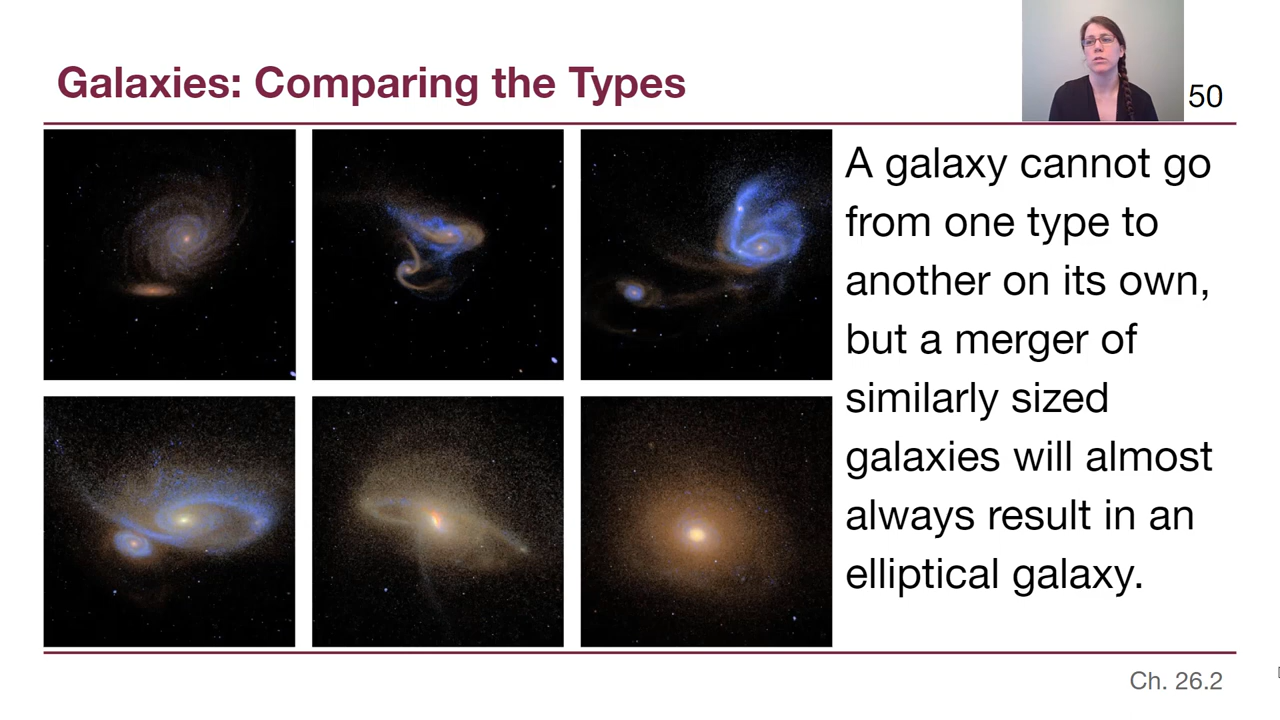 Galaxies: Comparing the Types
50
A galaxy cannot go
from one type to
another on its own,
but a merger of
similarly sized
galaxies will almost
always result in an
elliptical galaxy.
Ch. 26.2